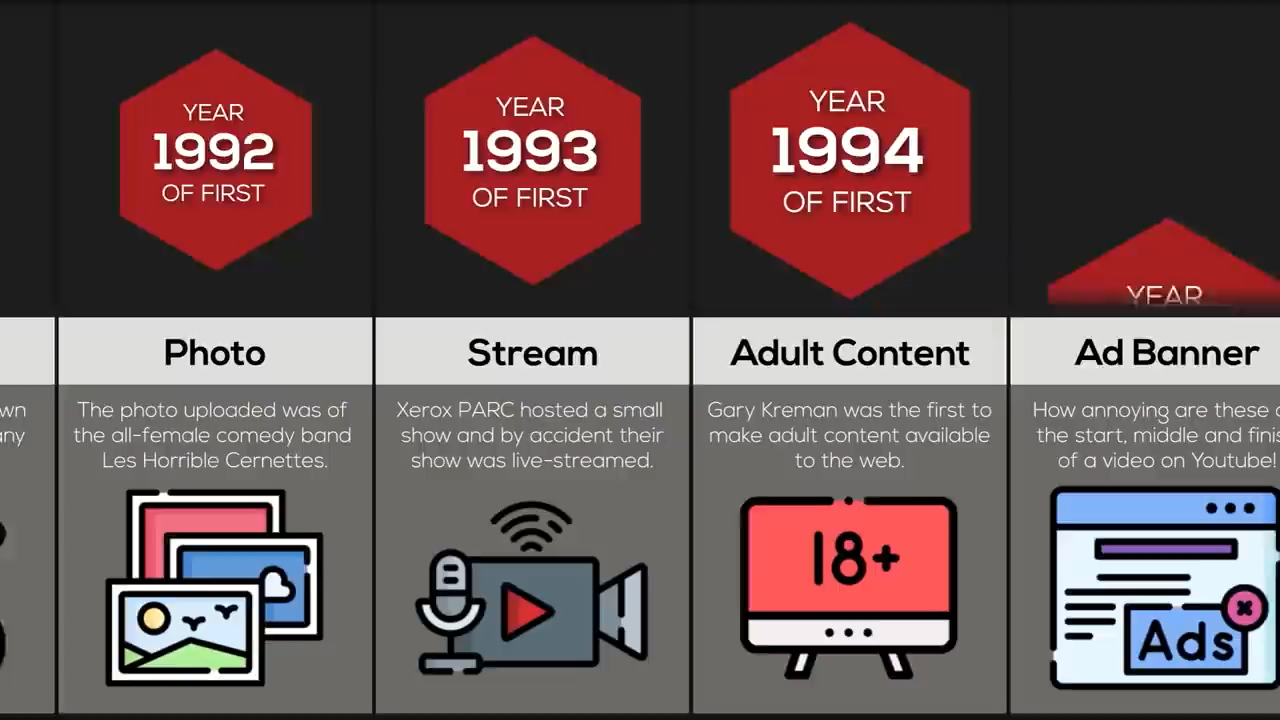 YEAR
1992
OF FIRST
YEAR
1993
OF FIRST
YEAR
1994
OF FIRST
YEAR
Photo
Stream
Adult Content
Ad Banner
The photo uploaded was of
the all-female comedy band
Les Horrible Cernettes.
Xerox PARC hosted a small
show and by accident their
show was live-streamed.
Gary Kreman was the first to
make adult content available
to the web.
How annoying are these
the start, middle and
of a video on Youtube!
18+
Ads